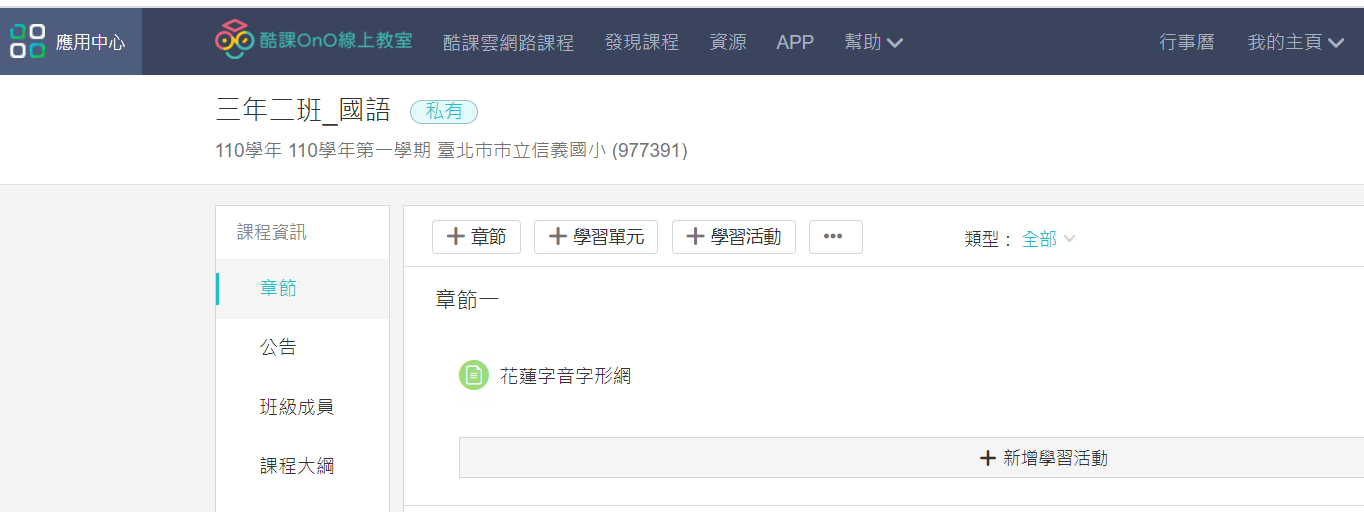 應用中心 酷課OnO線上教室 酷課雲網路課程 發現課程 資源 APP 幫助 行事曆 我的主頁
三年二班_國語 私有
110學年 110學年第一學期 臺北市市立信義國小 (977391)
課程資訊
章節
公告
班級成員
課程大綱
章節 學習單元 學習活動 ••• 類型： 全部
章節一
花蓮字音字形網
新增學習活動